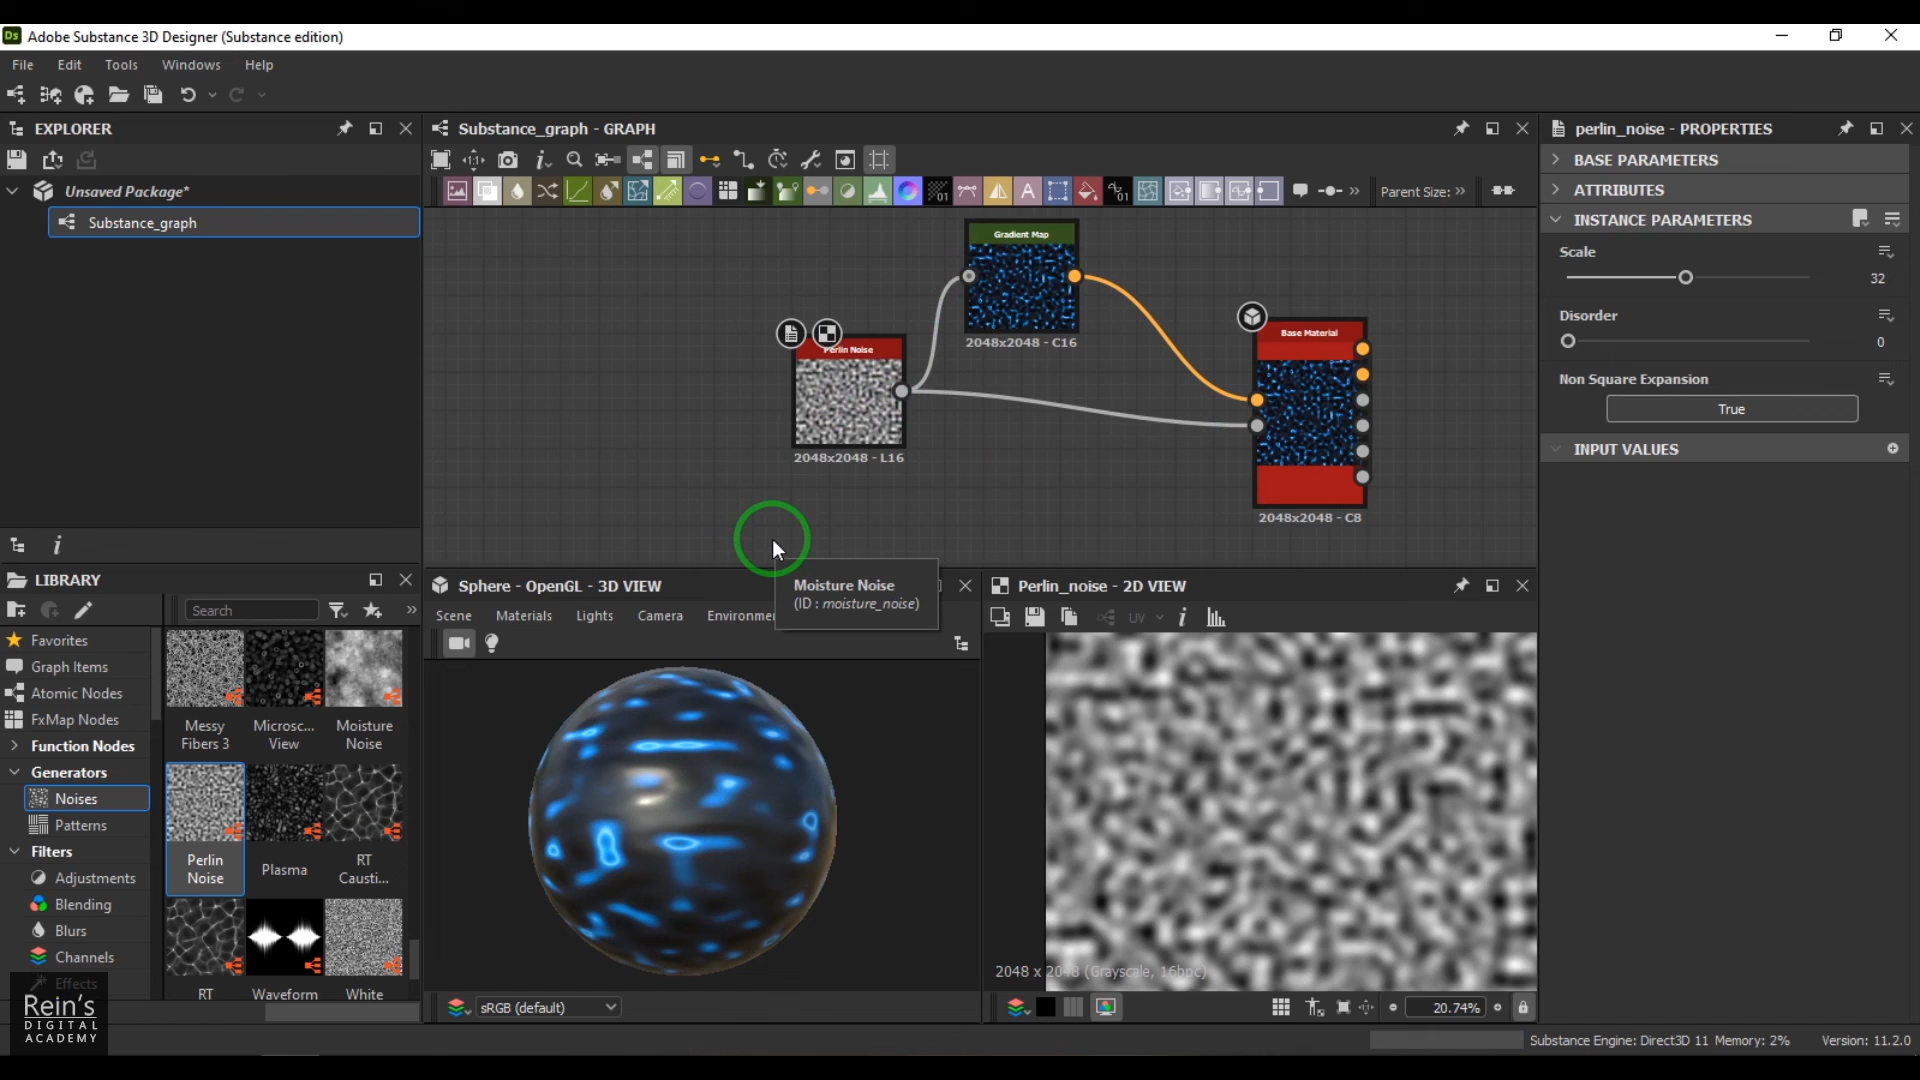 Ds Adobe Substance 3D Designer (Substance edition)
File Edit Tools Windows Help
EXPLORER
Unsaved Package*
Substance_graph
Substance_graph - GRAPH
Parent Size: >>
Gradient Map
2048x2048 - C16
Perlin Noise
2048x2048 - L16
Base Material
2048x2048 - C8
perlin_noise - PROPERTIES
BASE PARAMETERS
ATTRIBUTES
INSTANCE PARAMETERS
Scale
32
Disorder
0
Non Square Expansion
True
INPUT VALUES
LIBRARY
Search
Favorites
Graph Items
Atomic Nodes
FxMap Nodes
Function Nodes
Generators
Noises
Patterns
Filters
Adjustments
Blending
Blurs
Channels
Effects
Messy Fibers 3
Microsc... View
Moisture Noise
Perlin Noise
Plasma
RT Causti...
RT
Waveform
White
Sphere - OpenGL - 3D VIEW
Scene Materials Lights Camera Environme
Moisture Noise
(ID : moisture_noise)
sRGB (default)
Perlin_noise - 2D VIEW
UV
2048 x 2048 (Grayscale, 16bpc)
20.74%
Substance Engine: Direct3D 11 Memory: 2% Version: 11.2.0
Rein's
DIGITAL
ACADEMY